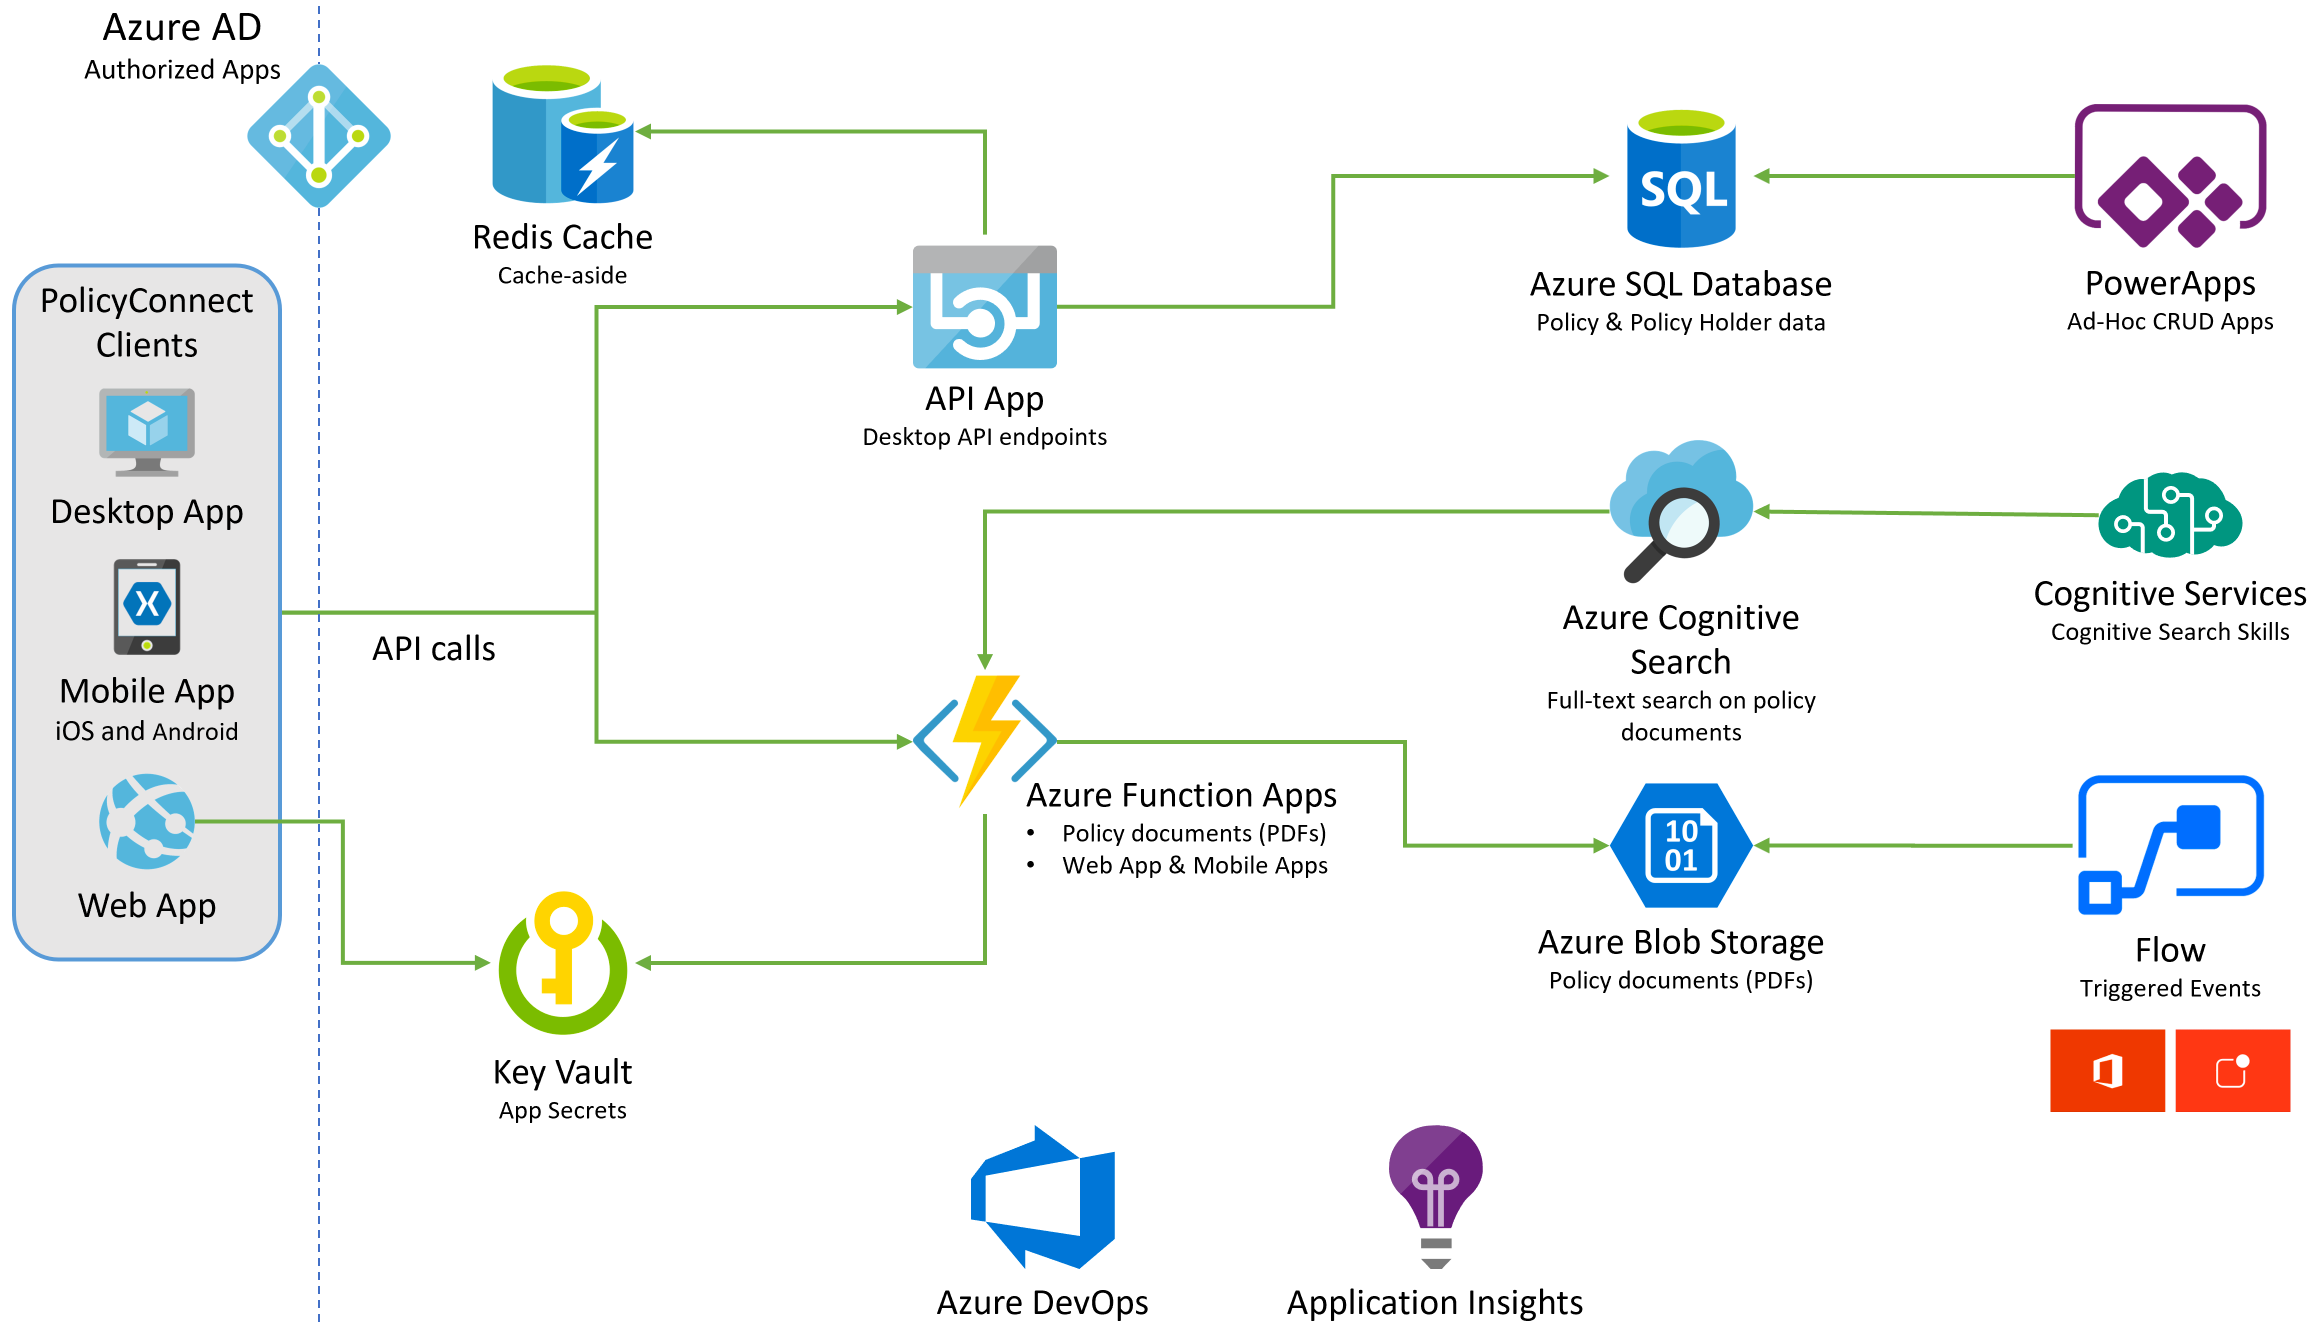 Azure AD
Authorized Apps
PolicyConnect
Clients
Desktop App
Mobile App
iOS and Android
Web App
API calls
Redis Cache
Cache-aside
API App
Desktop API endpoints
SQL
Azure SQL Database
Policy & Policy Holder data
PowerApps
Ad-Hoc CRUD Apps
Azure Cognitive
Search
Full-text search on policy
documents
Cognitive Services
Cognitive Search Skills
Azure Function Apps
• Policy documents (PDFs)
• Web App & Mobile Apps
10
01
Azure Blob Storage
Policy documents (PDFs)
Flow
Triggered Events
Key Vault
App Secrets
Azure DevOps
Application Insights